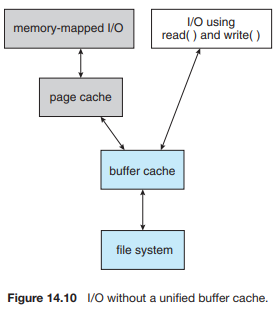 memory-mapped I/O
I/O using
read( ) and write( )
page cache
buffer cache
file system
Figure 14.10 I/O without a unified buffer cache.